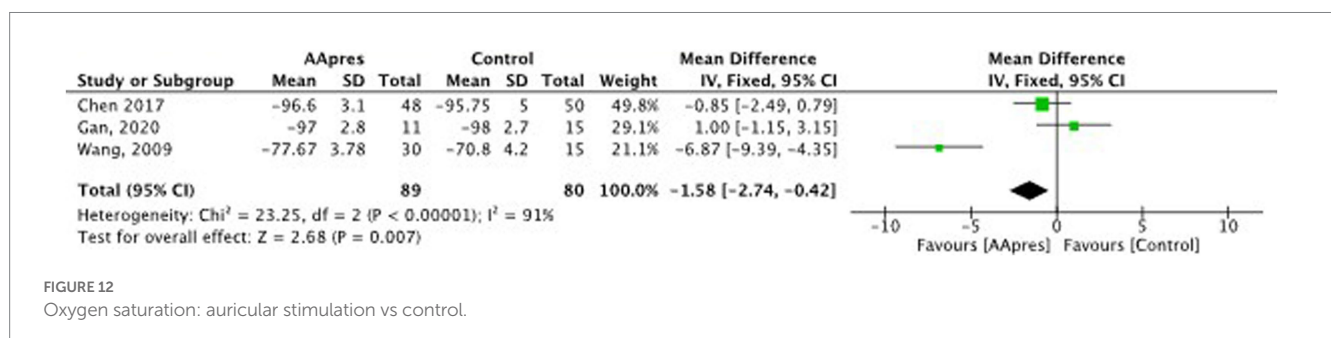 AApres Control Mean Difference Mean Difference
Study or Subgroup Mean SD Total Mean SD Total Weight IV, Fixed, 95% CI IV, Fixed, 95% CI
Chen 2017 -96.6 3.1 48 -95.75 5 50 49.8% -0.85 [-2.49, 0.79]
Gan, 2020 -97 2.8 11 -98 2.7 15 29.1% 1.00 [-1.15, 3.15]
Wang, 2009 -77.67 3.78 30 -70.8 4.2 15 21.1% -6.87 [-9.39, -4.35]
Total (95% CI) 89 80 100.0% -1.58 [-2.74, -0.42]
Heterogeneity: Chi² = 23.25, df = 2 (P < 0.00001); I² = 91%
Test for overall effect: Z = 2.68 (P = 0.007)
-10 -5 0 5 10
Favours [AApres] Favours [Control]
FIGURE 12
Oxygen saturation: auricular stimulation vs control.